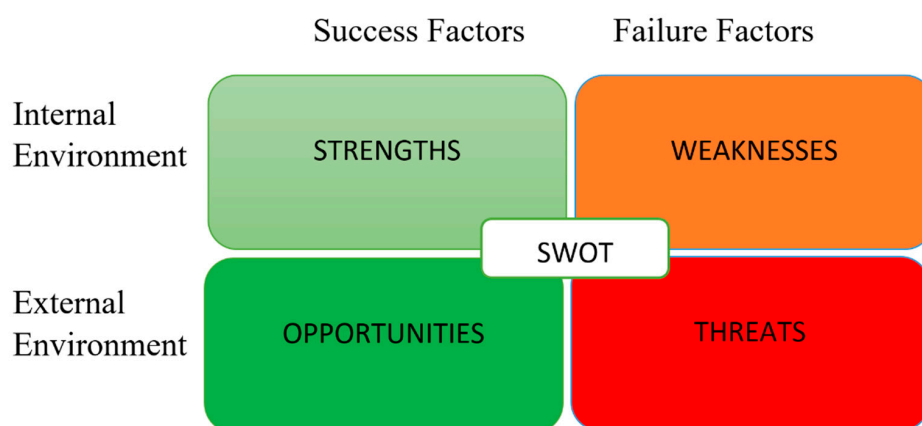 Success Factors
Failure Factors
Internal
Environment
STRENGTHS
WEAKNESSES
SWOT
External
Environment
OPPORTUNITIES
THREATS